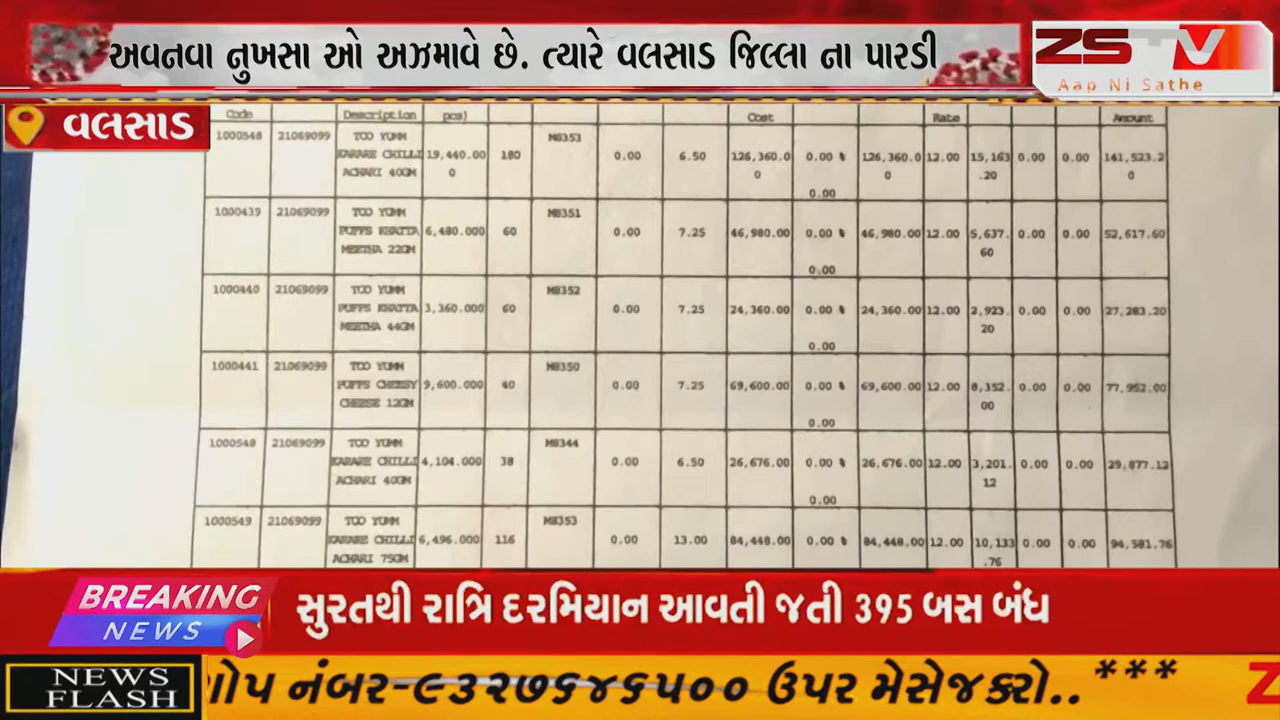 અવનવા નુખસા ઓ અઝમાવે છે. ત્યારે વલસાડ જિલ્લા ના પારડી
ZS TV
Aap Ni Sathe
વલસાડ
Code Description pcs) Cost Rate Amount
1000548 21069099 TOO YUMM KARARE CHILLI ACHARI 40GM 19,440.000 180 MB353 0.00 6.50 126,360.00 0.00 % 0.00 126,360.00 12.00 15,163.20 0.00 0.00 141,523.20
1000439 21069099 TOO YUMM PUFFS KHATTA MEETHA 22GM 6,480.000 60 MB351 0.00 7.25 46,980.00 0.00 % 0.00 46,980.00 12.00 5,637.60 0.00 0.00 52,617.60
1000440 21069099 TOO YUMM PUFFS KHATTA MEETHA 44GM 3,360.000 60 MB352 0.00 7.25 24,360.00 0.00 % 0.00 24,360.00 12.00 2,923.20 0.00 0.00 27,283.20
1000441 21069099 TOO YUMM PUFFS CHEESY CHEESE 12GM 9,600.000 40 MB350 0.00 7.25 69,600.00 0.00 % 0.00 69,600.00 12.00 8,352.00 0.00 0.00 77,952.00
1000548 21069099 TOO YUMM KARARE CHILLI ACHARI 40GM 4,104.000 38 MB344 0.00 6.50 26,676.00 0.00 % 0.00 26,676.00 12.00 3,201.12 0.00 0.00 29,877.12
1000549 21069099 TOO YUMM KARARE CHILLI ACHARI 75GM 6,496.000 116 MB353 0.00 13.00 84,448.00 0.00 % 84,448.00 12.00 10,133.76 0.00 0.00 94,581.76
BREAKING NEWS
સુરતથી રાત્રિ દરમિયાન આવતી જતી 395 બસ બંધ
NEWS FLASH
શોપ નંબર-૯૩૨૭૬૪૬૫૦૦ ઉપર મેસેજ કરો.. *** Z